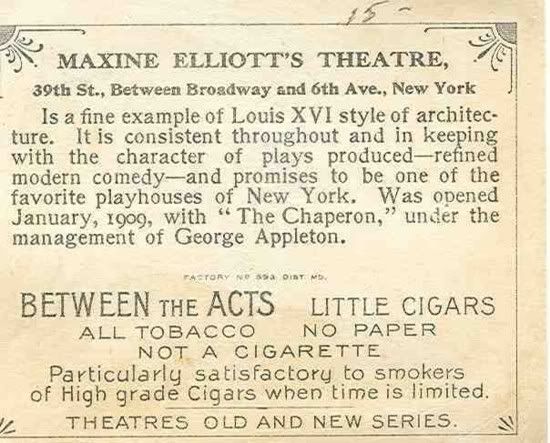 15 -
MAXINE ELLIOTT'S THEATRE,
39th St., Between Broadway and 6th Ave., New York
Is a fine example of Louis XVI style of architec-
ture. It is consistent throughout and in keeping
with the character of plays produced—refined
modern comedy—and promises to be one of the
favorite playhouses of New York. Was opened
January, 1909, with “The Chaperon,” under the
management of George Appleton.
FACTORY Nº 593 DIST. MD.
BETWEEN THE ACTS LITTLE CIGARS
ALL TOBACCO NO PAPER
NOT A CIGARETTE
Particularly satisfactory to smokers
of High grade Cigars when time is limited.
THEATRES OLD AND NEW SERIES.